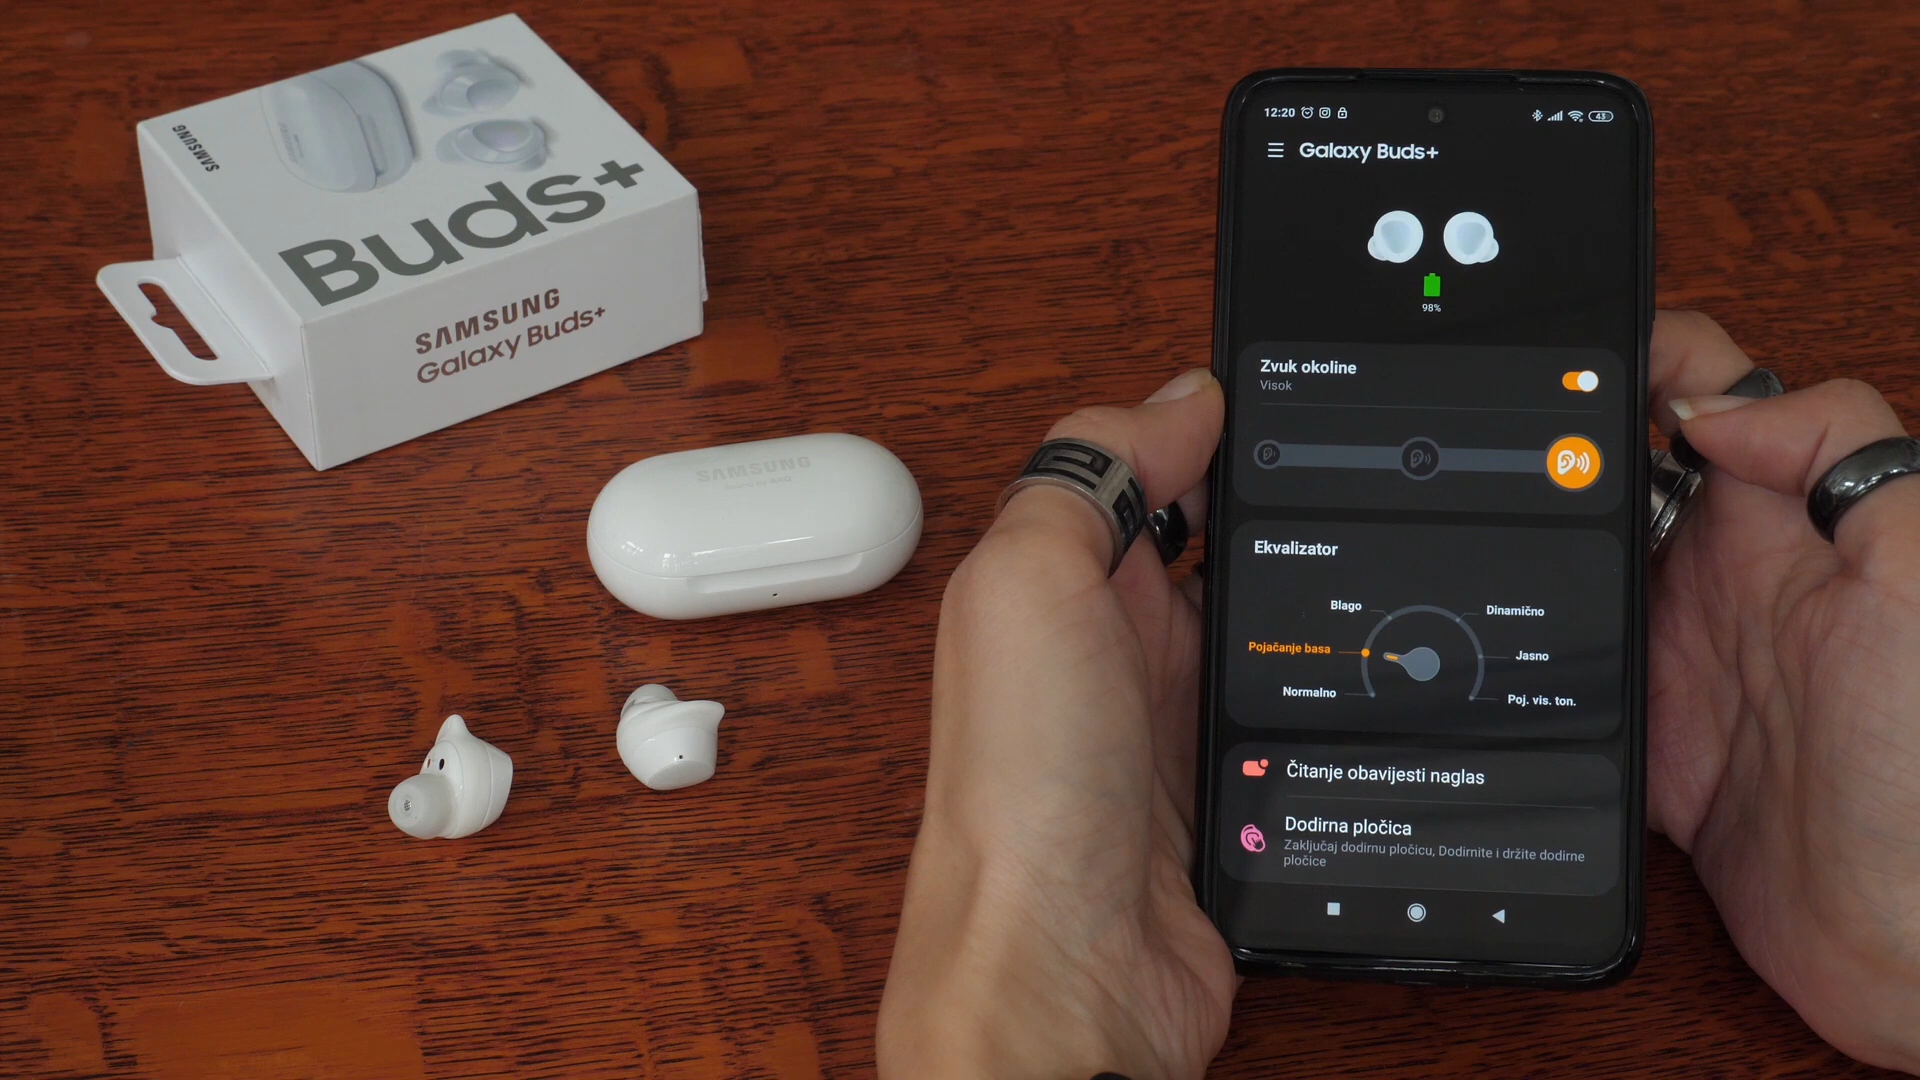 SAMSUNG
Buds+
SAMSUNG
Galaxy Buds+
SAMSUNG
12:20
43
Galaxy Buds+
98%
Zvuk okoline
Visok
Ekvalizator
Blago
Dinamično
Pojačanje basa
Jasno
Normalno
Poj. vis. ton.
Čitanje obavijesti naglas
Dodirna pločica
Zaključaj dodirnu pločicu, Dodirnite i držite dodirne
pločice